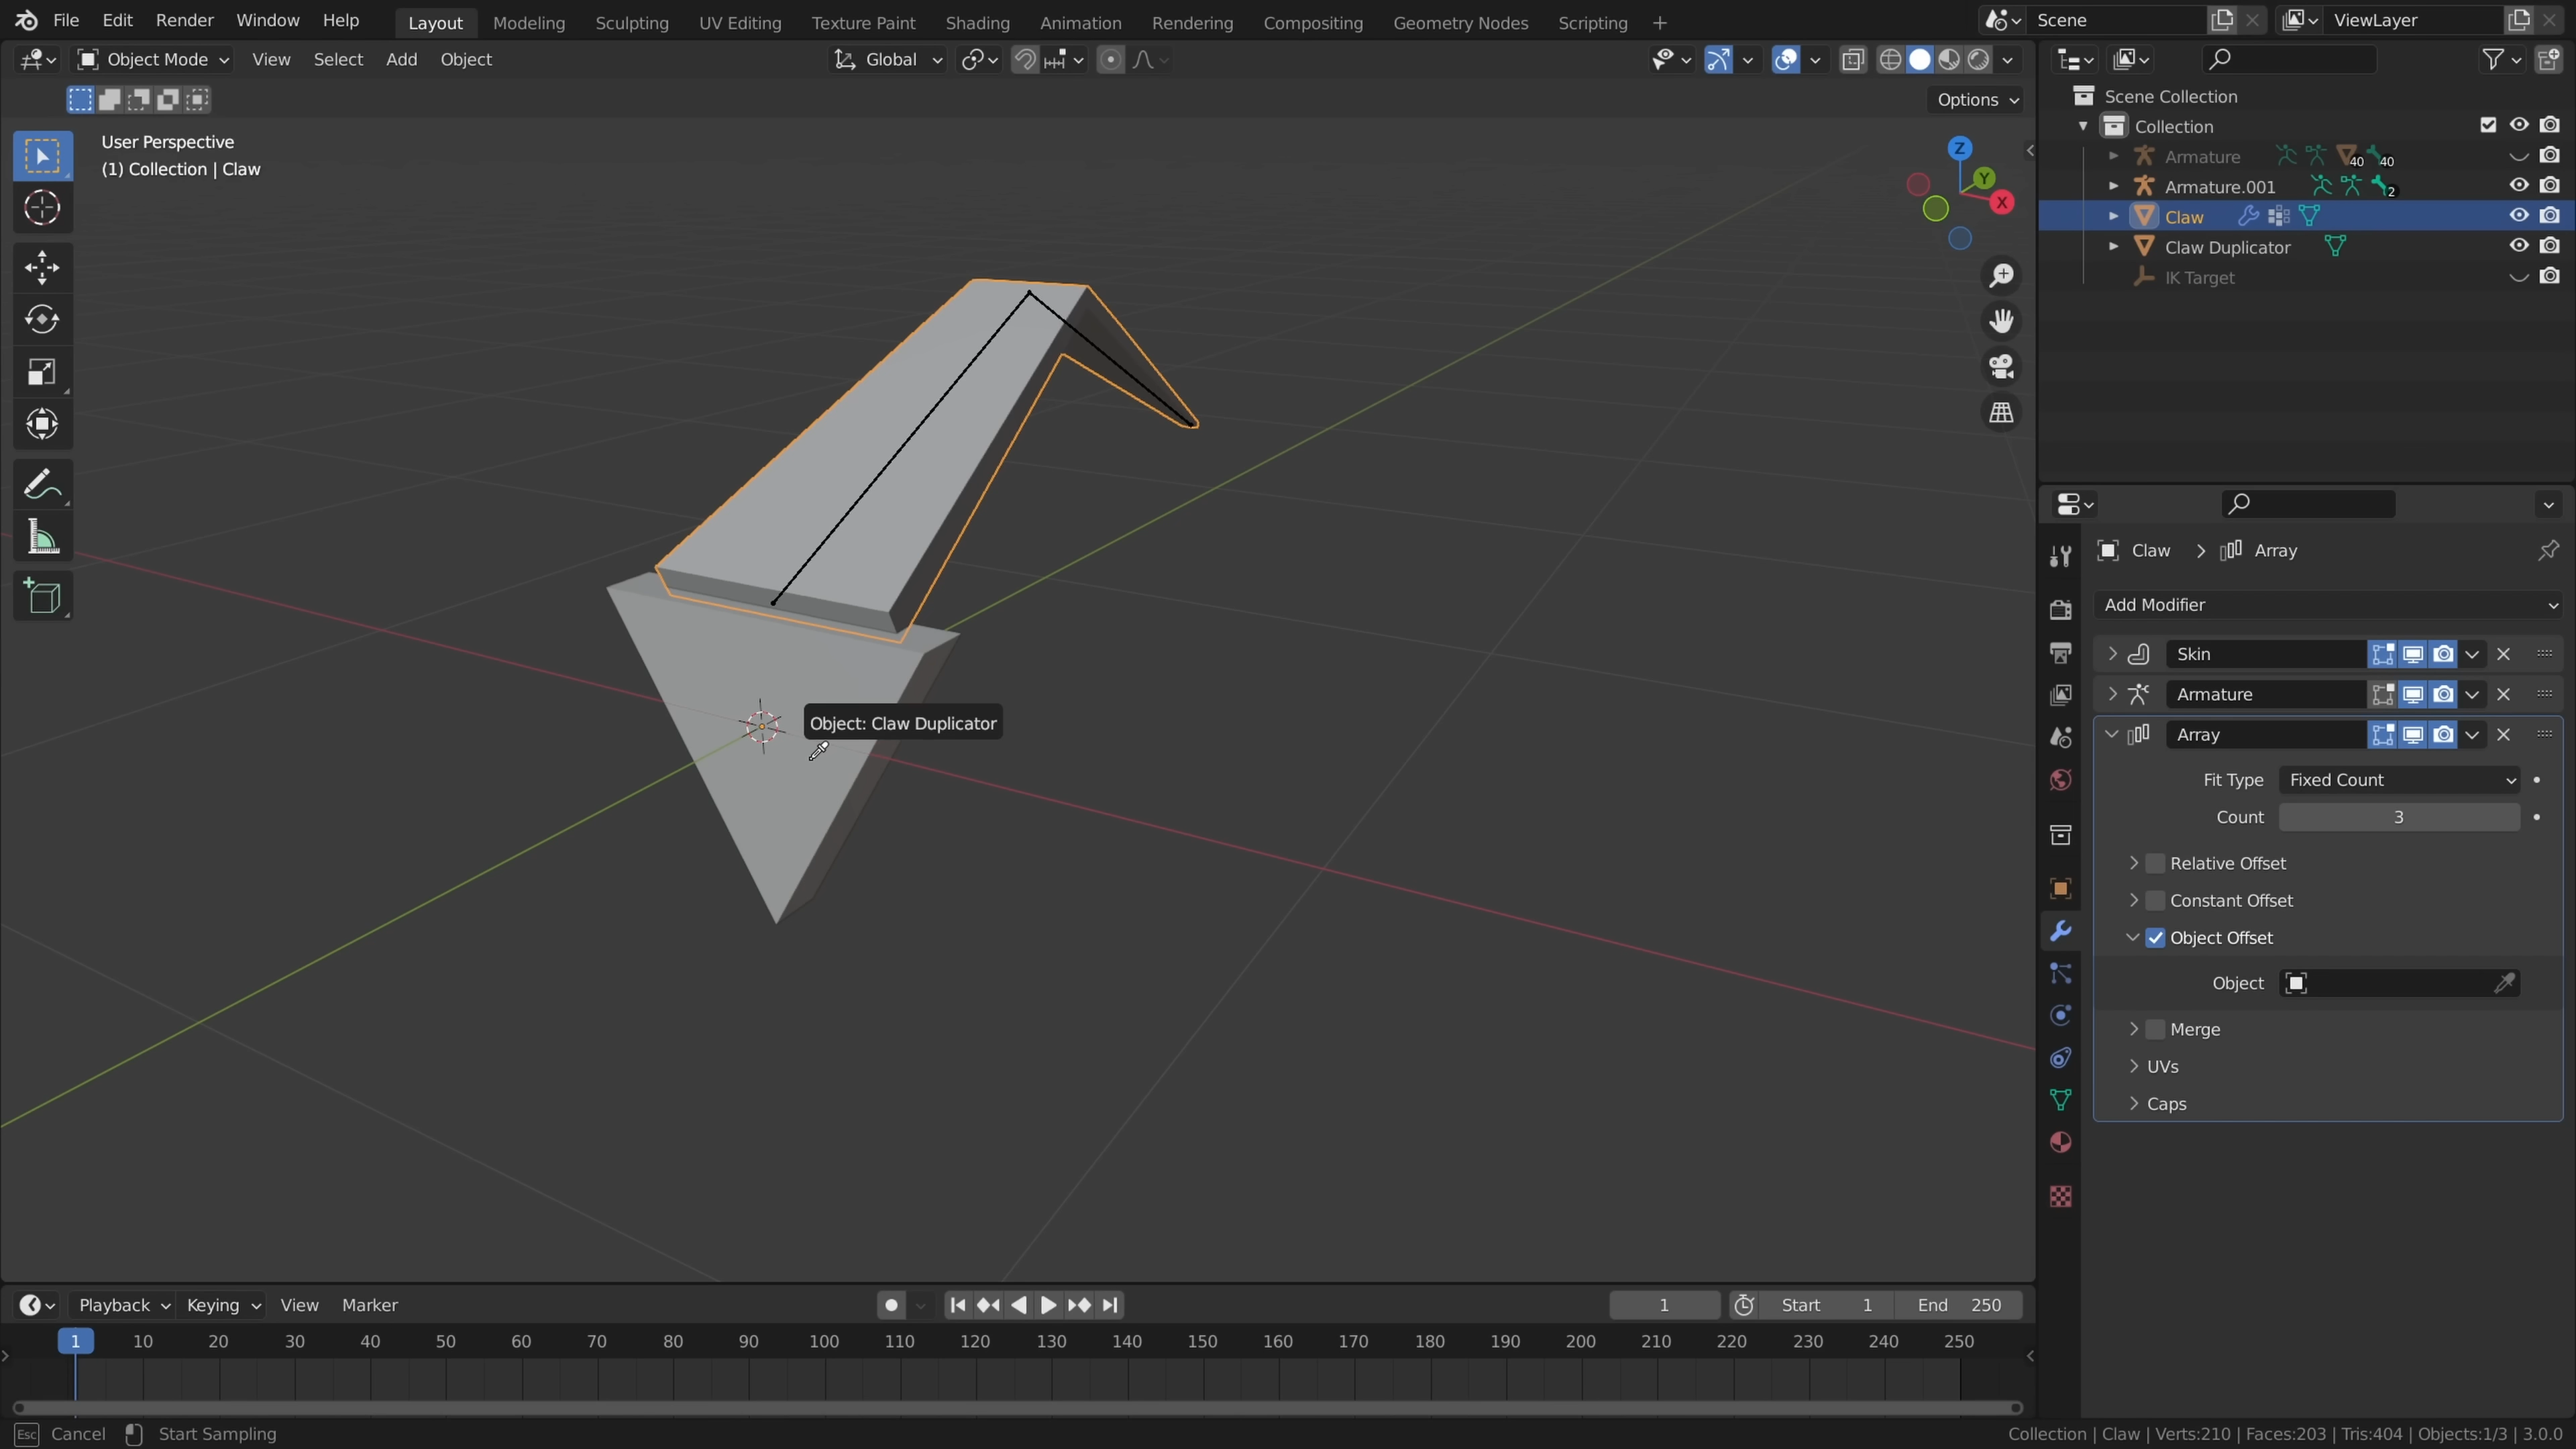 File Edit Render Window Help Layout Modeling Sculpting UV Editing Texture Paint Shading Animation Rendering Compositing Geometry Nodes Scripting + Scene ViewLayer
Object Mode View Select Add Object Global
Options
User Perspective
(1) Collection | Claw
Z
Y
X
Object: Claw Duplicator
Scene Collection
Collection
Armature 40 40
Armature.001 2
Claw
Claw Duplicator
IK Target
Claw > Array
Add Modifier
Skin
Armature
Array
Fit Type Fixed Count
Count 3
Relative Offset
Constant Offset
Object Offset
Object
Merge
UVs
Caps
Playback Keying View Marker 1 Start 1 End 250
1 10 20 30 40 50 60 70 80 90 100 110 120 130 140 150 160 170 180 190 200 210 220 230 240 250
Esc Cancel Start Sampling Collection | Claw | Verts:210 | Faces:203 | Tris:404 | Objects:1/3 | 3.0.0